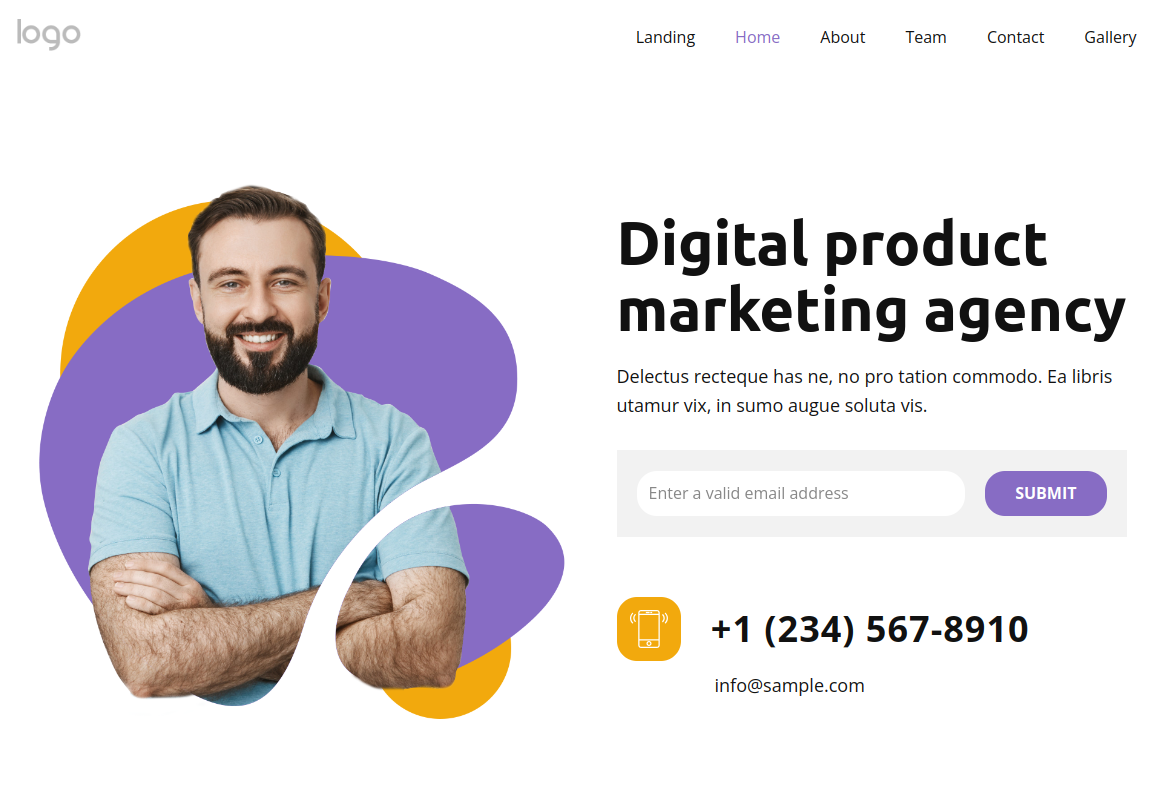 logo
Landing Home About Team Contact Gallery
Digital product
marketing agency
Delectus recteque has ne, no pro tation commodo. Ea libris
utamur vix, in sumo augue soluta vis.
Enter a valid email address SUBMIT
+1 (234) 567-8910
info@sample.com